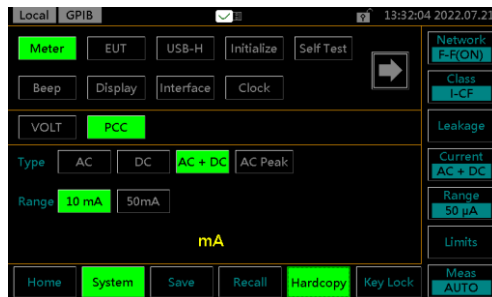 Local GPIB 13:32:04 2022.07.21
Meter EUT USB-H Initialize Self Test
Beep Display Interface Clock
VOLT PCC
Type AC DC AC + DC AC Peak
Range 10 mA 50mA
mA
Network
F-F(ON)
Class
I-CF
Leakage
Current
AC + DC
Range
50 µA
Limits
Meas
AUTO
Home System Save Recall Hardcopy Key Lock